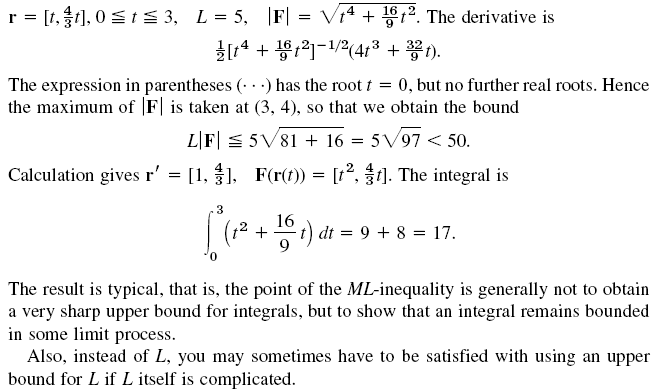 r = [t, 4/3 t], 0 ≦ t ≦ 3, L = 5, |F| = √(t⁴ + 16/9 t²). The derivative is
1/2[t⁴ + 16/9 t²]^(−1/2)(4t³ + 32/9 t).
The expression in parentheses (···) has the root t = 0, but no further real roots. Hence
the maximum of |F| is taken at (3, 4), so that we obtain the bound
L|F| ≦ 5√(81 + 16) = 5√97 < 50.
Calculation gives r′ = [1, 4/3], F(r(t)) = [t², 4/3 t]. The integral is
∫₀³ (t² + 16/9 t) dt = 9 + 8 = 17.
The result is typical, that is, the point of the ML-inequality is generally not to obtain
a very sharp upper bound for integrals, but to show that an integral remains bounded
in some limit process.
Also, instead of L, you may sometimes have to be satisfied with using an upper
bound for L if L itself is complicated.